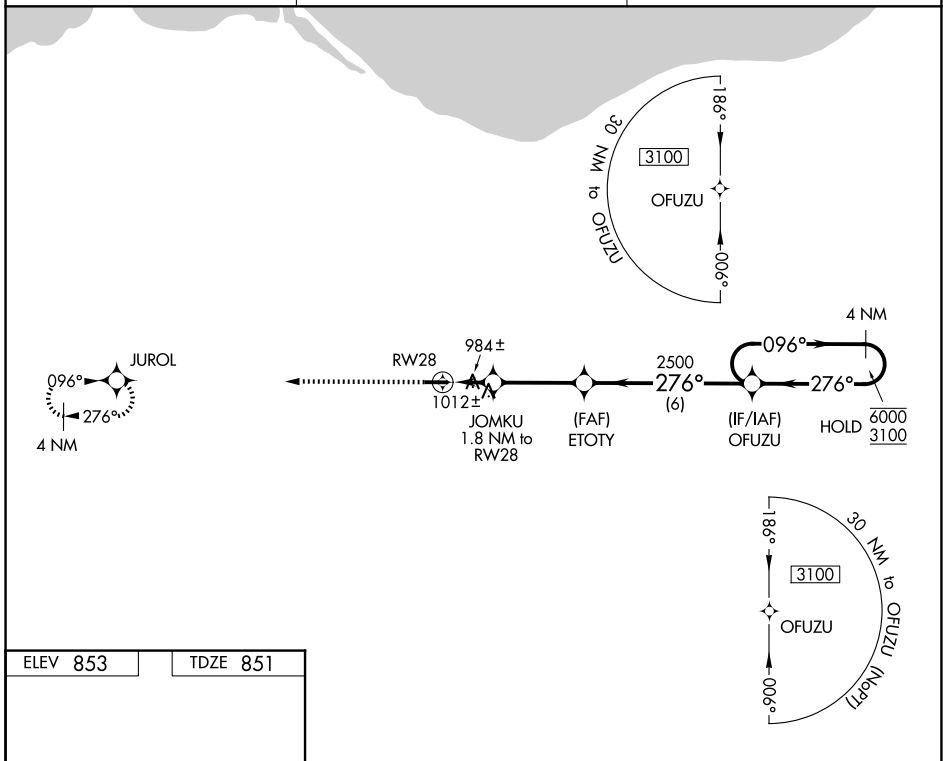 186°
30 NM to OFUZU
3100
OFUZU
006°
4 NM
096°
276°
HOLD
6000
3100
2500
276°
(6)
(IF/IAF)
OFUZU
(FAF)
ETOTY
984±
RW28
1012±
JOMKU
1.8 NM to
RW28
JUROL
096°
276°
4 NM
186°
30 NM to OFUZU (NoPT)
3100
OFUZU
006°
ELEV 853
TDZE 851